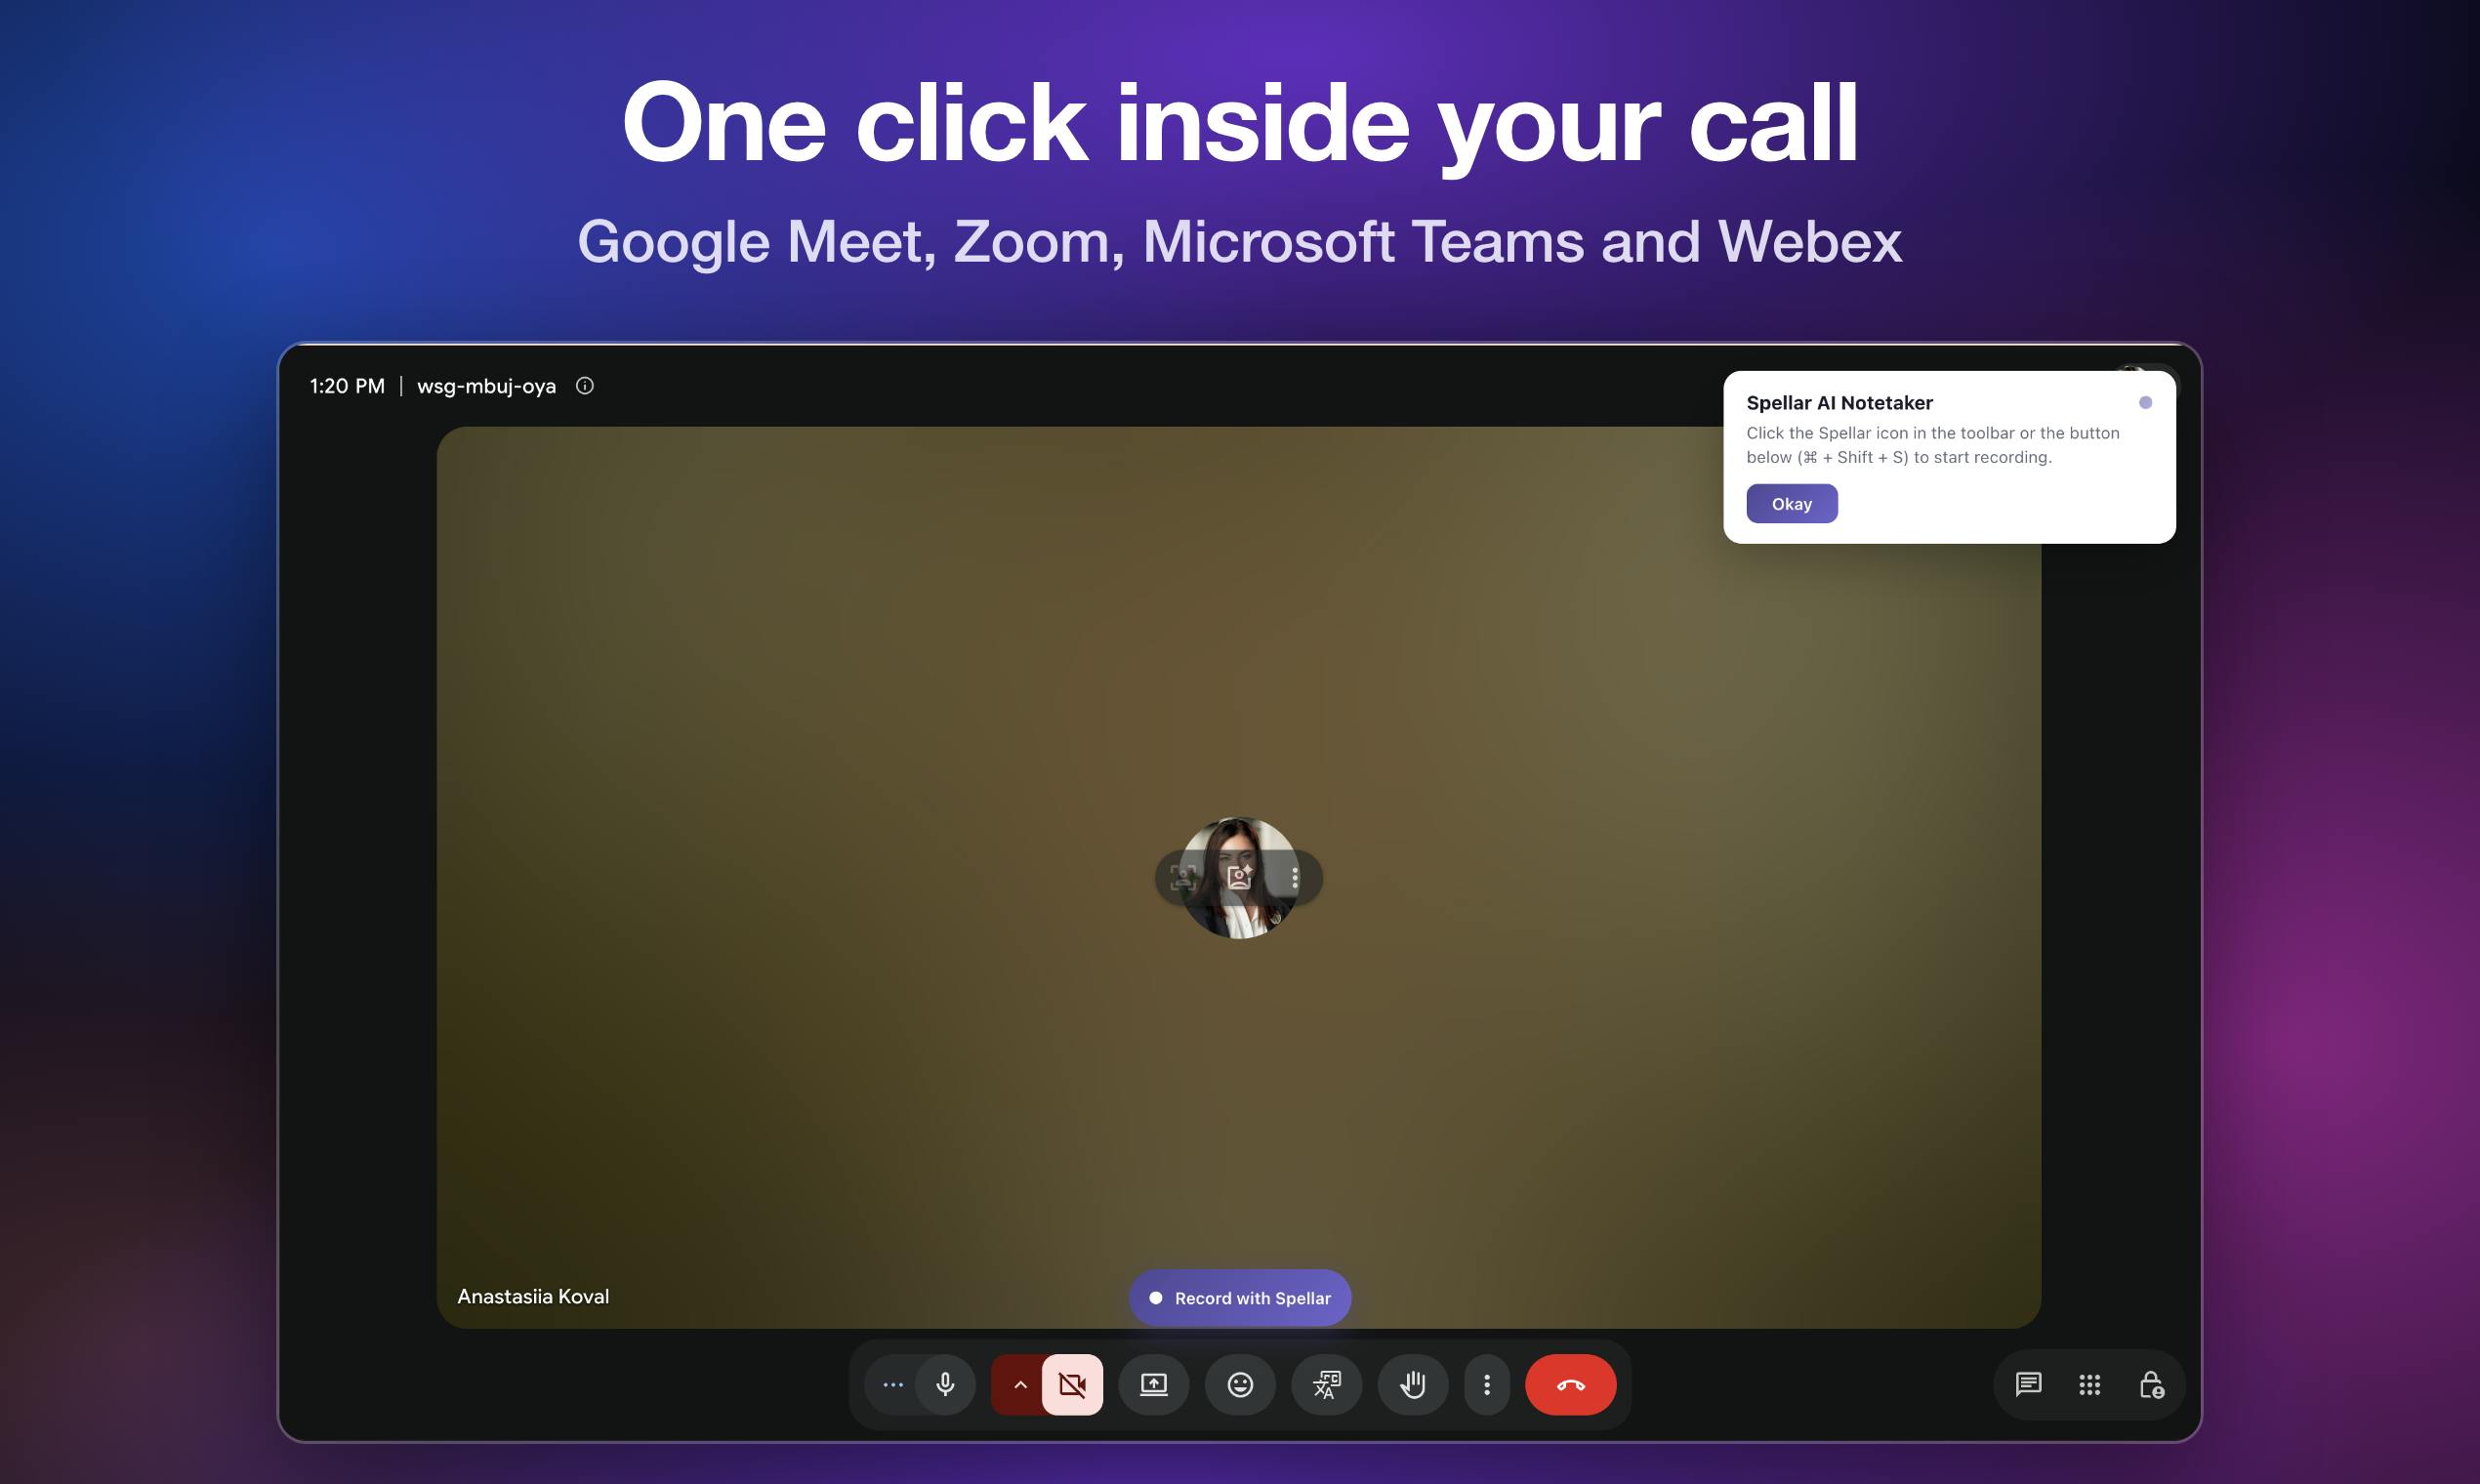 One click inside your call
Google Meet, Zoom, Microsoft Teams and Webex
1:20 PM | wsg-mbuj-oya
Spellar AI Notetaker
Click the Spellar icon in the toolbar or the button
below (⌘ + Shift + S) to start recording.
Okay
Anastasiia Koval
Record with Spellar